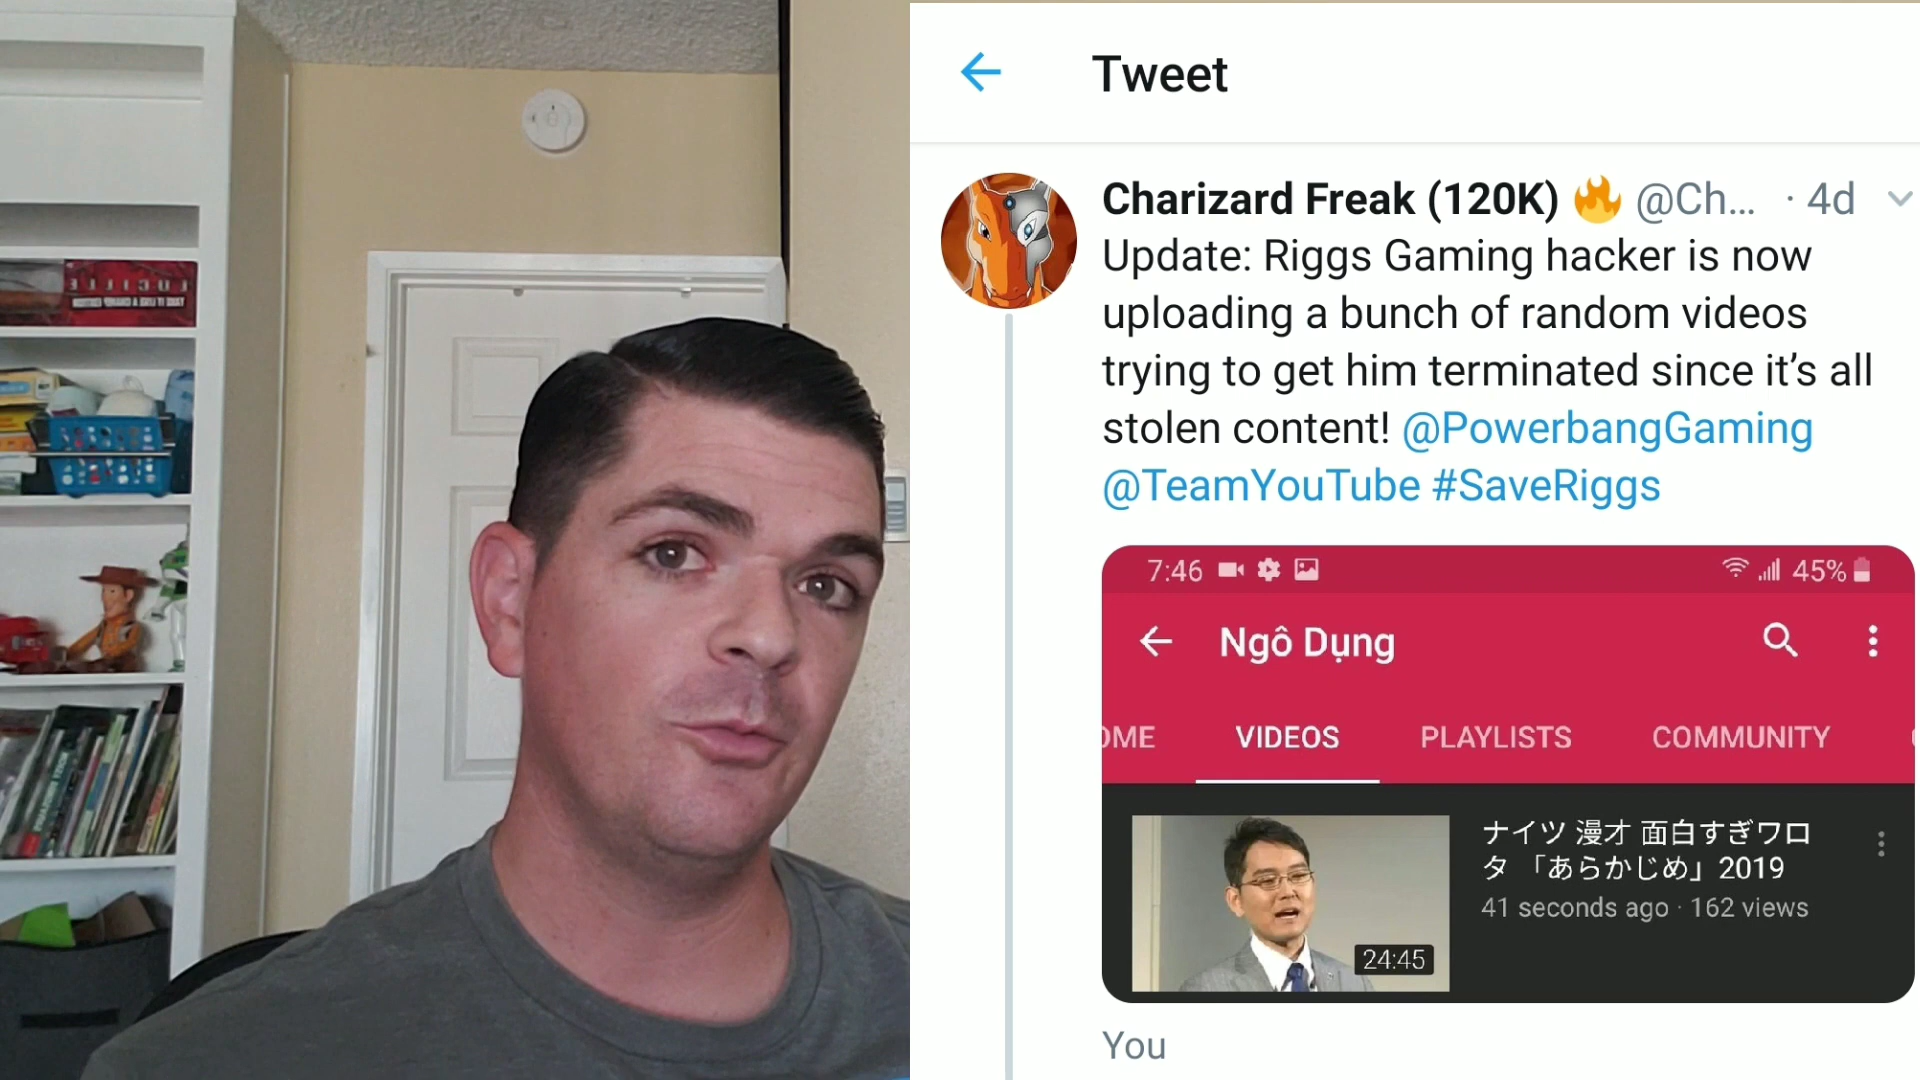 Tweet
Charizard Freak (120K) 🔥 @Ch... · 4d
Update: Riggs Gaming hacker is now
uploading a bunch of random videos
trying to get him terminated since it's all
stolen content! @PowerbangGaming
@TeamYouTube #SaveRiggs
7:46 45%
Ngô Dụng
OME VIDEOS PLAYLISTS COMMUNITY
ナイツ 漫才 面白すぎワロ
タ 「あらかじめ」2019
41 seconds ago · 162 views
24:45
You